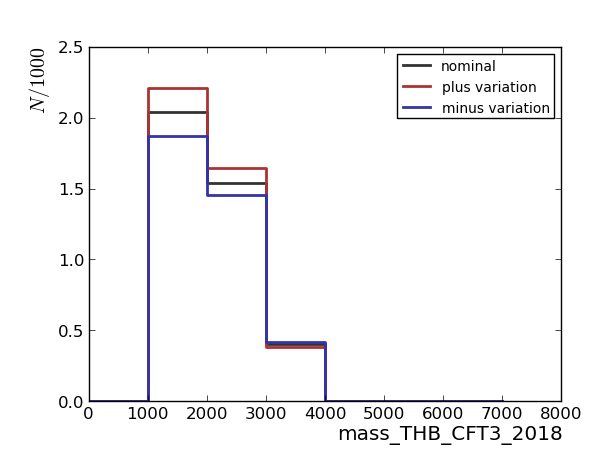 N/1000
2.5
2.0
1.5
1.0
0.5
0.0
nominal
plus variation
minus variation
0 1000 2000 3000 4000 5000 6000 7000 8000
mass_THB_CFT3_2018